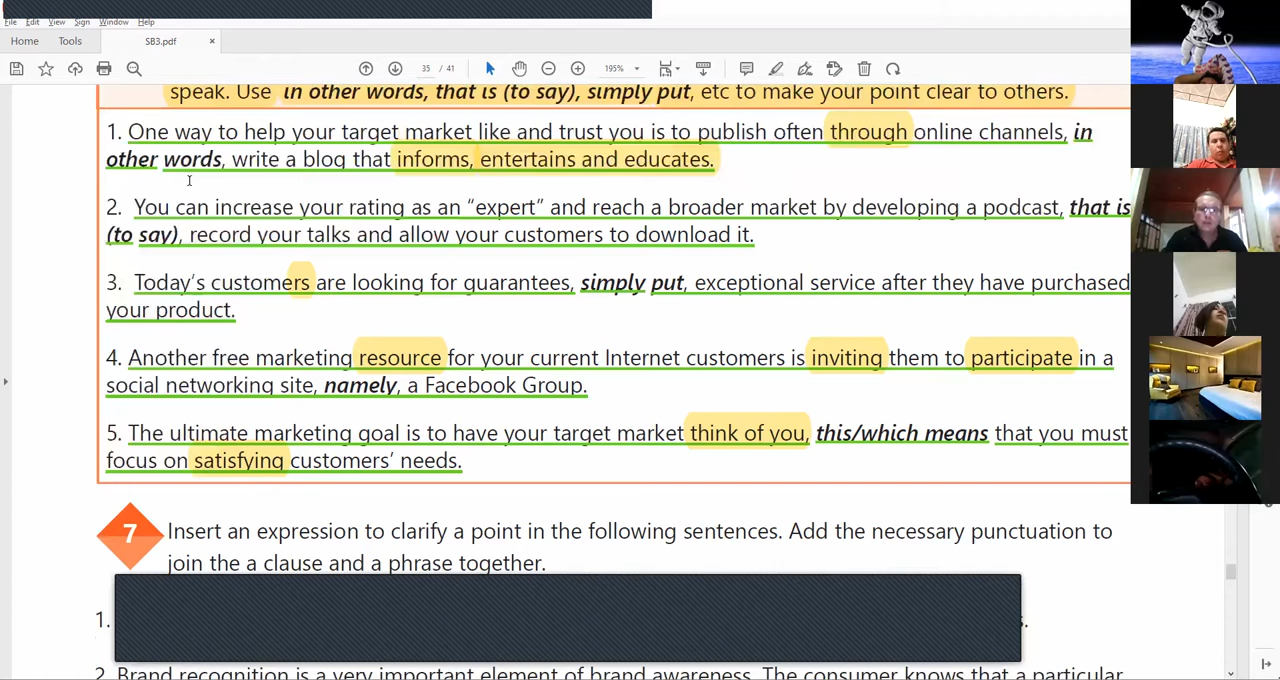 File Edit View Sign Window Help
Home Tools SB3.pdf ×
35 / 41 195%
speak. Use in other words, that is (to say), simply put, etc to make your point clear to others.
1. One way to help your target market like and trust you is to publish often through online channels, in
other words, write a blog that informs, entertains and educates.
2. You can increase your rating as an “expert” and reach a broader market by developing a podcast, that is
(to say), record your talks and allow your customers to download it.
3. Today’s customers are looking for guarantees, simply put, exceptional service after they have purchased
your product.
4. Another free marketing resource for your current Internet customers is inviting them to participate in a
social networking site, namely, a Facebook Group.
5. The ultimate marketing goal is to have your target market think of you, this/which means that you must
focus on satisfying customers’ needs.
7 Insert an expression to clarify a point in the following sentences. Add the necessary punctuation to
join the a clause and a phrase together.
1.
2. Brand recognition is a very important element of brand awareness. The consumer knows that a particular